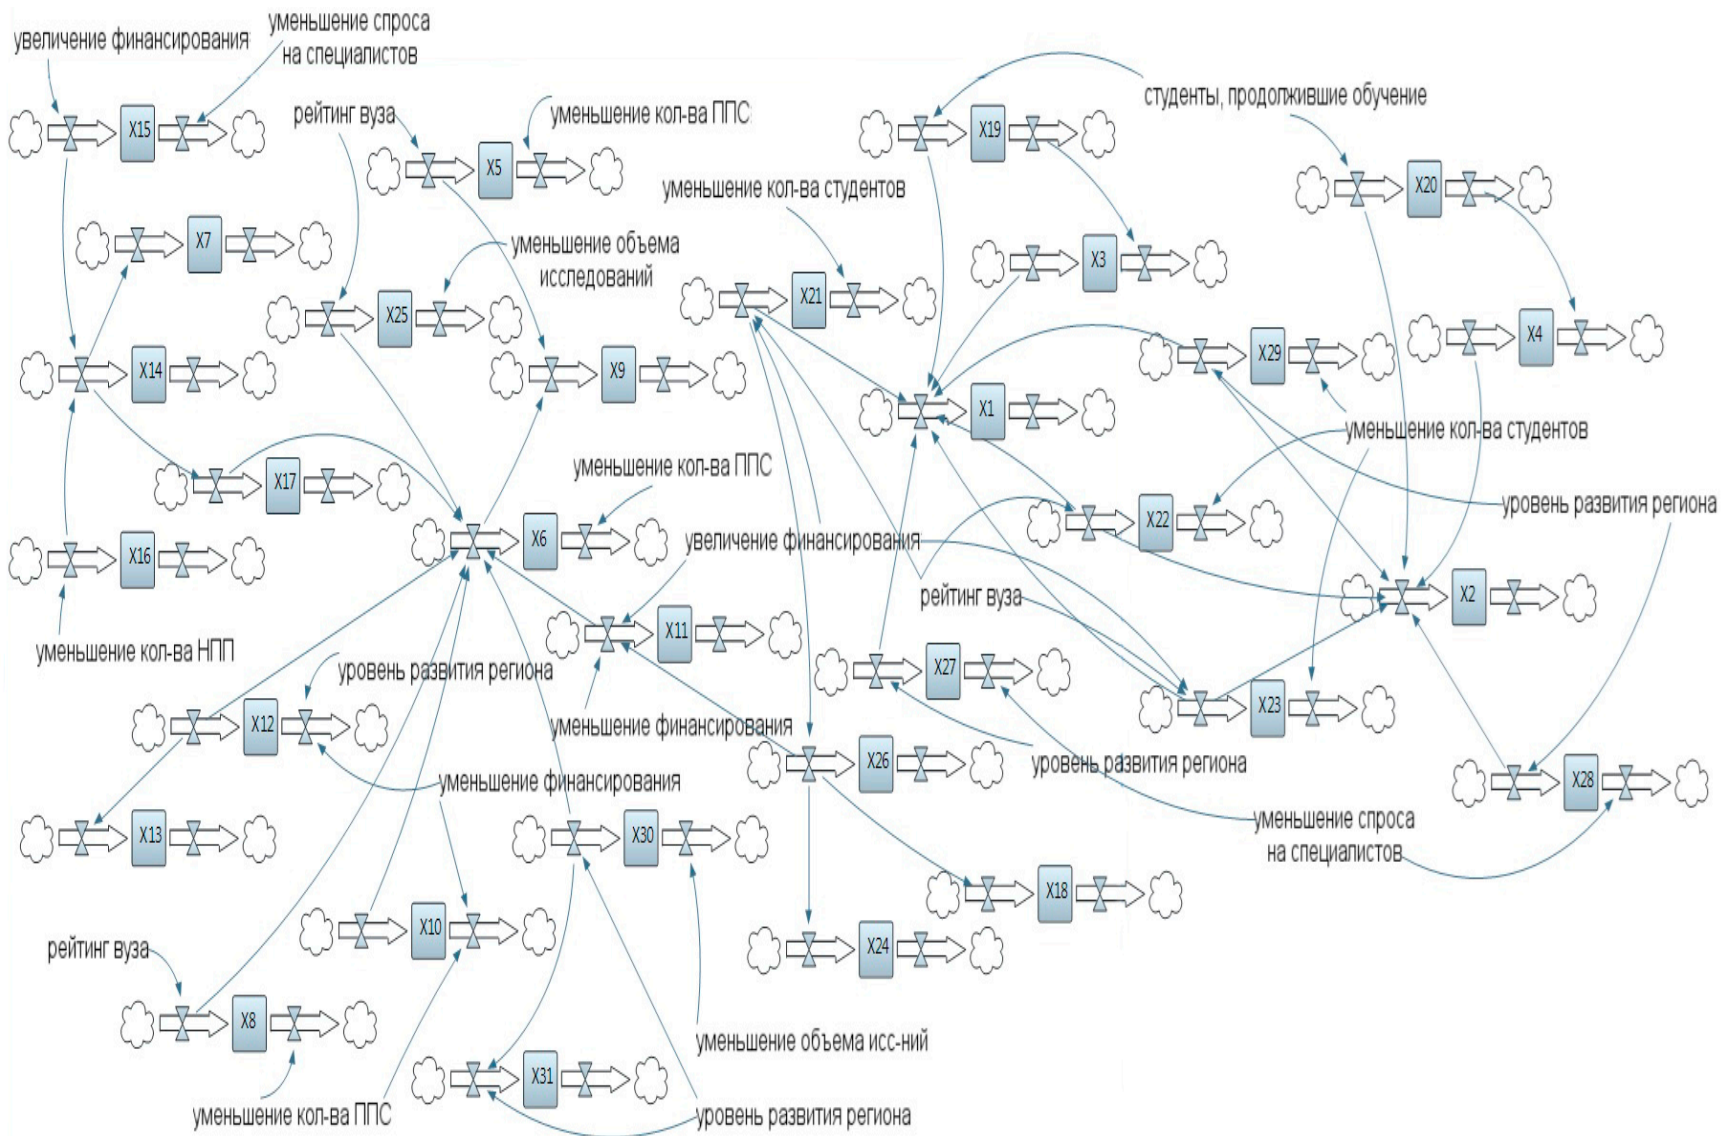 уменьшение спроса
на специалистов
увеличение финансирования
студенты, продолжившие обучение
рейтинг вуза
уменьшение кол-ва ППС
X15
X19
X5
X20
уменьшение кол-ва студентов
X7
уменьшение объема
исследований
X3
X21
X25
X4
X29
X14
X9
X1
уменьшение кол-ва студентов
уменьшение кол-ва ППС
X17
уровень развития региона
X22
X6
увеличение финансирования
X16
рейтинг вуза
X2
X11
уменьшение кол-ва НПП
уровень развития региона
X27
X23
X12
уменьшение финансирования
X26
уровень развития региона
X28
уменьшение финансирования
уменьшение спроса
на специалистов
X13
X30
X18
X10
X24
рейтинг вуза
X8
уменьшение объема исс-ний
X31
уменьшение кол-ва ППС
уровень развития региона